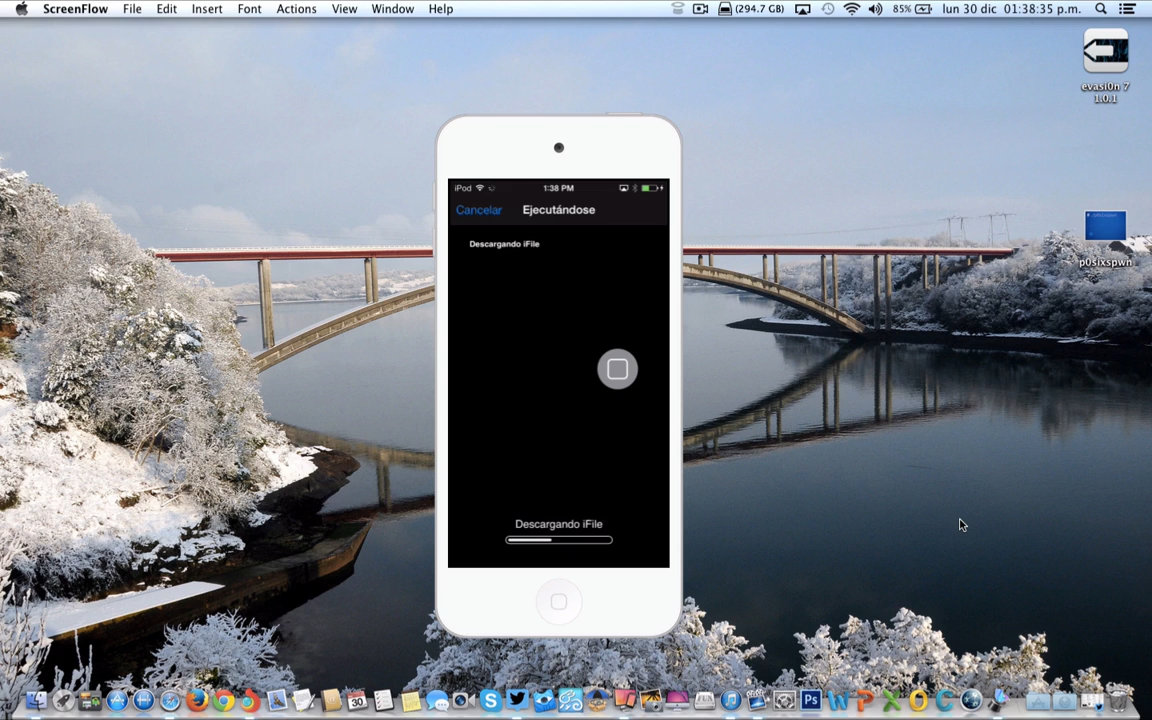 ScreenFlow File Edit Insert Font Actions View Window Help (294.7 GB) 85% lun 30 dic 01:38:35 p.m.
evasi0n 7
1.0.1
iPod 1:38 PM
Cancelar Ejecutándose
Descargando iFile
p0sixspwn
Descargando iFile
30